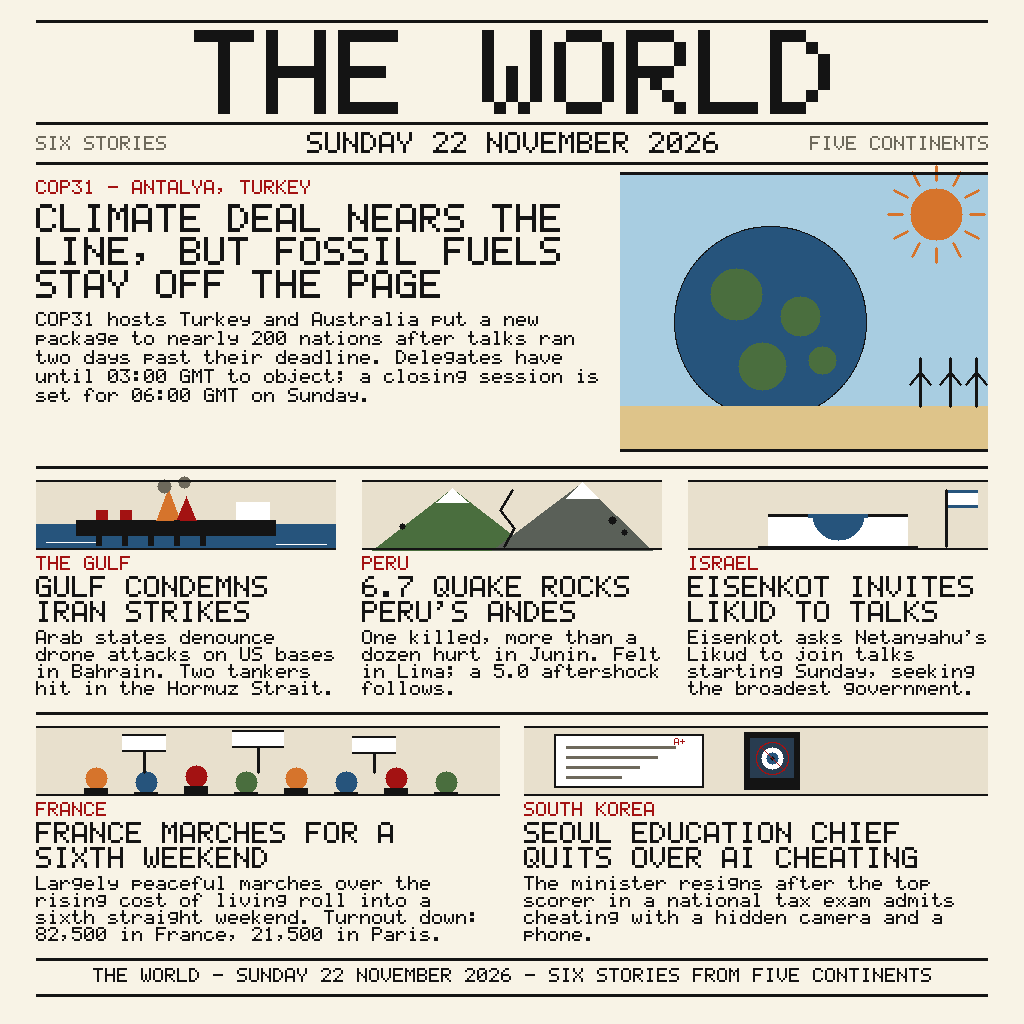 THE WORLD
SIX STORIES
SUNDAY 22 NOVEMBER 2026
FIVE CONTINENTS
COP31 - ANTALYA, TURKEY
CLIMATE DEAL NEARS THE
LINE, BUT FOSSIL FUELS
STAY OFF THE PAGE
COP31 hosts Turkey and Australia put a new
package to nearly 200 nations after talks ran
two days past their deadline. Delegates have
until 03:00 GMT to object; a closing session is
set for 06:00 GMT on Sunday.
THE GULF
GULF CONDEMNS
IRAN STRIKES
Arab states denounce
drone attacks on US bases
in Bahrain. Two tankers
hit in the Hormuz Strait.
PERU
6.7 QUAKE ROCKS
PERU'S ANDES
One killed, more than a
dozen hurt in Junin. Felt
in Lima; a 5.0 aftershock
follows.
ISRAEL
EISENKOT INVITES
LIKUD TO TALKS
Eisenkot asks Netanyahu's
Likud to join talks
starting Sunday, seeking
the broadest government.
FRANCE
FRANCE MARCHES FOR A
SIXTH WEEKEND
Largely peaceful marches over the
rising cost of living roll into a
sixth straight weekend. Turnout down:
82,500 in France, 21,500 in Paris.
A+
SOUTH KOREA
SEOUL EDUCATION CHIEF
QUITS OVER AI CHEATING
The minister resigns after the top
scorer in a national tax exam admits
cheating with a hidden camera and a
phone.
THE WORLD - SUNDAY 22 NOVEMBER 2026 - SIX STORIES FROM FIVE CONTINENTS